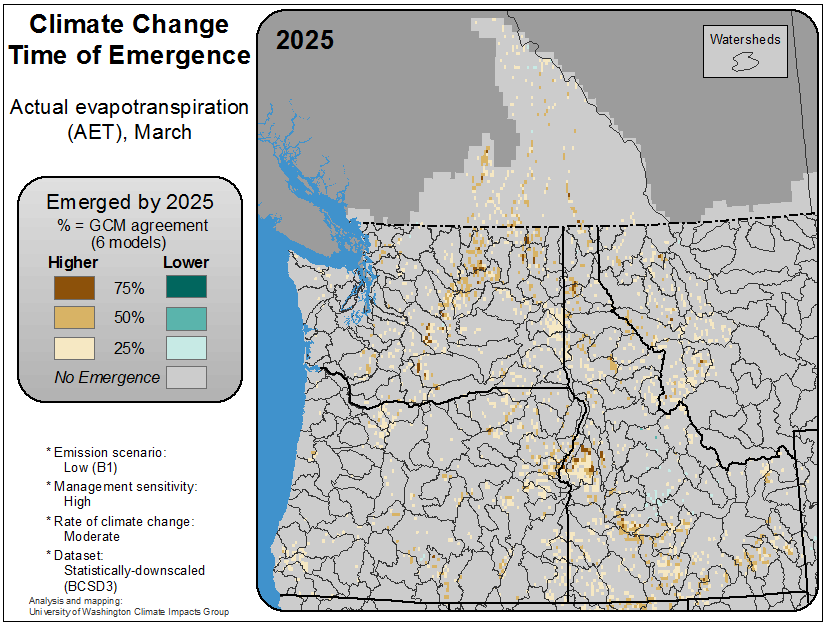 Climate Change
Time of Emergence
Actual evapotranspiration
(AET), March
Emerged by 2025
% = GCM agreement
(6 models)
Higher Lower
75%
50%
25%
No Emergence
* Emission scenario:
Low (B1)
* Management sensitivity:
High
* Rate of climate change:
Moderate
* Dataset:
Statistically-downscaled
(BCSD3)
Analysis and mapping:
University of Washington Climate Impacts Group
2025
Watersheds